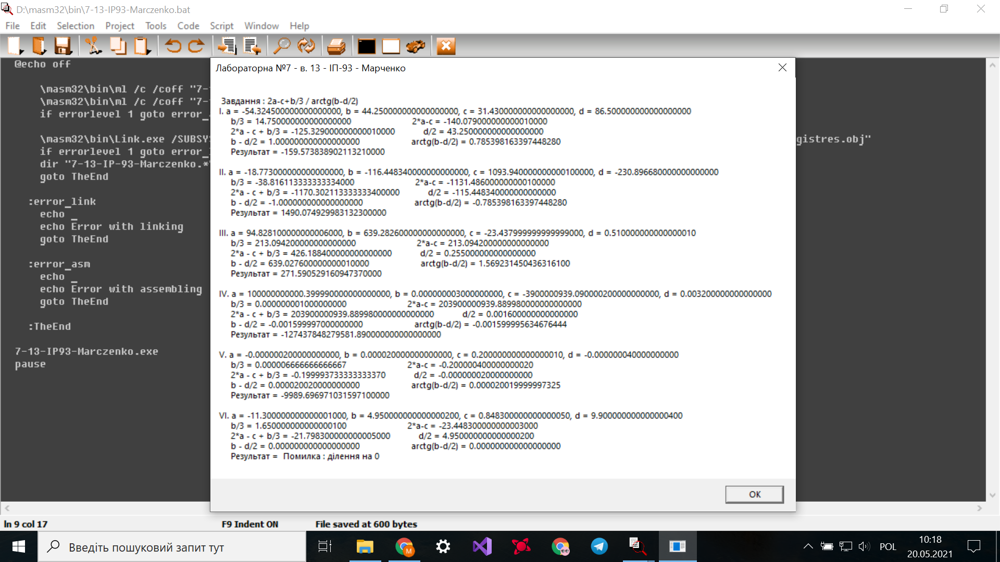 D:\masm32\bin\7-13-IP93-Marczenko.bat
File Edit Selection Project Tools Code Script Window Help
@echo off
\masm32\bin\ml /c /coff "7-
\masm32\bin\ml /c /coff "7-
if errorlevel 1 goto error_
\masm32\bin\Link.exe /SUBSYS
gistres.obj"
if errorlevel 1 goto error_
dir "7-13-IP-93-Marczenko.*"
goto TheEnd
:error_link
echo _
echo Error with linking
goto TheEnd
:error_asm
echo _
echo Error with assembling
goto TheEnd
:TheEnd
7-13-IP93-Marczenko.exe
pause
Лабораторна №7 - в. 13 - ІП-93 - Марченко
Завдання : 2a-c+b/3 / arctg(b-d/2)
I. a = -54.324500000000000000, b = 44.250000000000000000, c = 31.430000000000000000, d = 86.500000000000000000
b/3 = 14.750000000000000000 2*a-c = -140.079000000000010000
2*a - c + b/3 = -125.329000000000010000 d/2 = 43.250000000000000000
b - d/2 = 1.000000000000000000 arctg(b-d/2) = 0.785398163397448280
Результат = -159.573838902113210000
II. a = -18.773000000000000000, b = -116.448340000000000000, c = 1093.940000000000100000, d = -230.896680000000000000
b/3 = -38.816113333333334000 2*a-c = -1131.486000000000100000
2*a - c + b/3 = -1170.302113333333400000 d/2 = -115.448340000000000000
b - d/2 = -1.000000000000000000 arctg(b-d/2) = -0.785398163397448280
Результат = 1490.074929983132300000
III. a = 94.828100000000006000, b = 639.282600000000000000, c = -23.437999999999999000, d = 0.510000000000000010
b/3 = 213.094200000000000000 2*a-c = 213.094200000000000000
2*a - c + b/3 = 426.188400000000000000 d/2 = 0.255000000000000000
b - d/2 = 639.027600000000010000 arctg(b-d/2) = 1.569231450436316100
Результат = 271.590529160947370000
IV. a = 100000000000.399990000000000000, b = 0.000000003000000000, c = -3900000939.090000200000000000, d = 0.003200000000000000
b/3 = 0.000000001000000000 2*a-c = 203900000939.889980000000000000
2*a - c + b/3 = 203900000939.889980000000000000 d/2 = 0.001600000000000000
b - d/2 = -0.001599997000000000 arctg(b-d/2) = -0.001599995634676444
Результат = -127437848279581.890000000000000000
V. a = -0.000000200000000000, b = 0.000020000000000000, c = 0.200000000000000010, d = -0.000000040000000000
b/3 = 0.000006666666666667 2*a-c = -0.200000400000000020
2*a - c + b/3 = -0.199993733333333370 d/2 = -0.000000020000000000
b - d/2 = 0.000020020000000000 arctg(b-d/2) = 0.000020019999997325
Результат = -9989.696971031597100000
VI. a = -11.300000000000001000, b = 4.950000000000000200, c = 0.848300000000000050, d = 9.900000000000000400
b/3 = 1.650000000000000100 2*a-c = -23.448300000000003000
2*a - c + b/3 = -21.798300000000005000 d/2 = 4.950000000000000200
b - d/2 = 0.000000000000000000 arctg(b-d/2) = 0.000000000000000000
Результат = Помилка : ділення на 0
OK
ln 9 col 17 F9 Indent ON File saved at 600 bytes
Введіть пошуковий запит тут
M
POL
10:18
20.05.2021